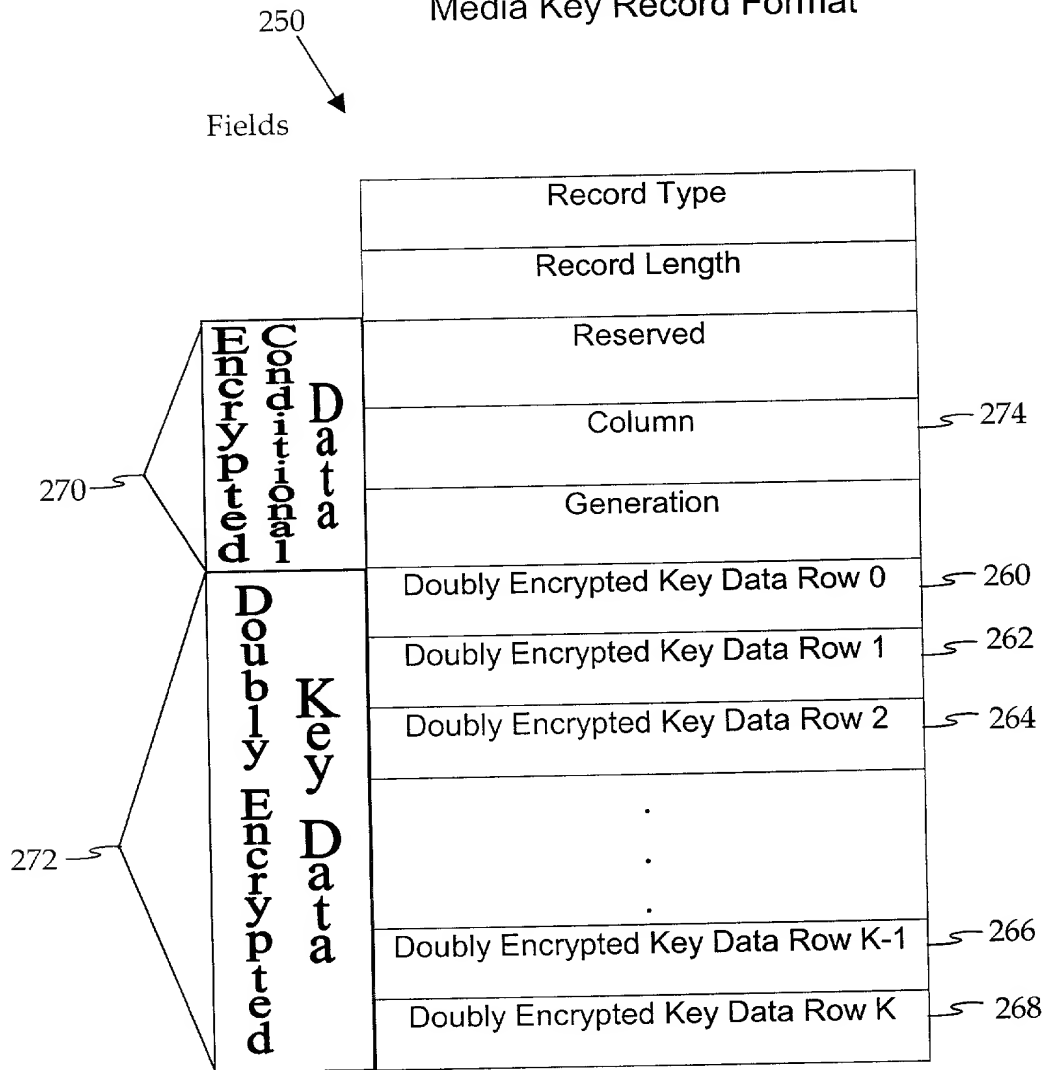 Media Key Record Format
250
Fields
Record Type
Record Length
Encrypted Conditional Data
Reserved
Column
274
270
Generation
Doubly Encrypted Key Data Row 0
260
Doubly Encrypted Key Data
Doubly Encrypted Key Data Row 1
262
Doubly Encrypted Key Data Row 2
264
.
.
.
272
Doubly Encrypted Key Data Row K-1
266
Doubly Encrypted Key Data Row K
268